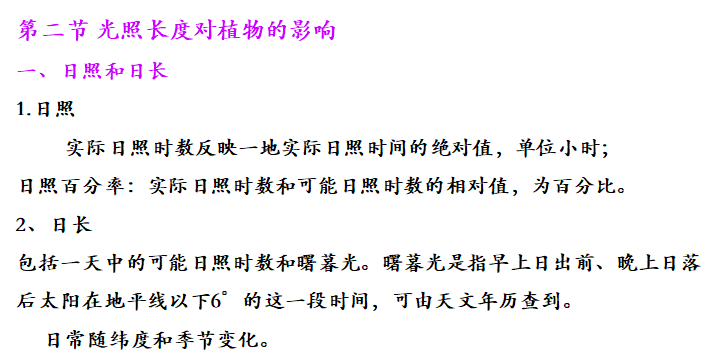 第二节 光照长度对植物的影响
一、日照和日长
1.日照
实际日照时数反映一地实际日照时间的绝对值，单位小时；
日照百分率：实际日照时数和可能日照时数的相对值，为百分比。
2、日长
包括一天中的可能日照时数和曙暮光。曙暮光是指早上日出前、晚上日落
后太阳在地平线以下6°的这一段时间，可由天文年历查到。
日常随纬度和季节变化。